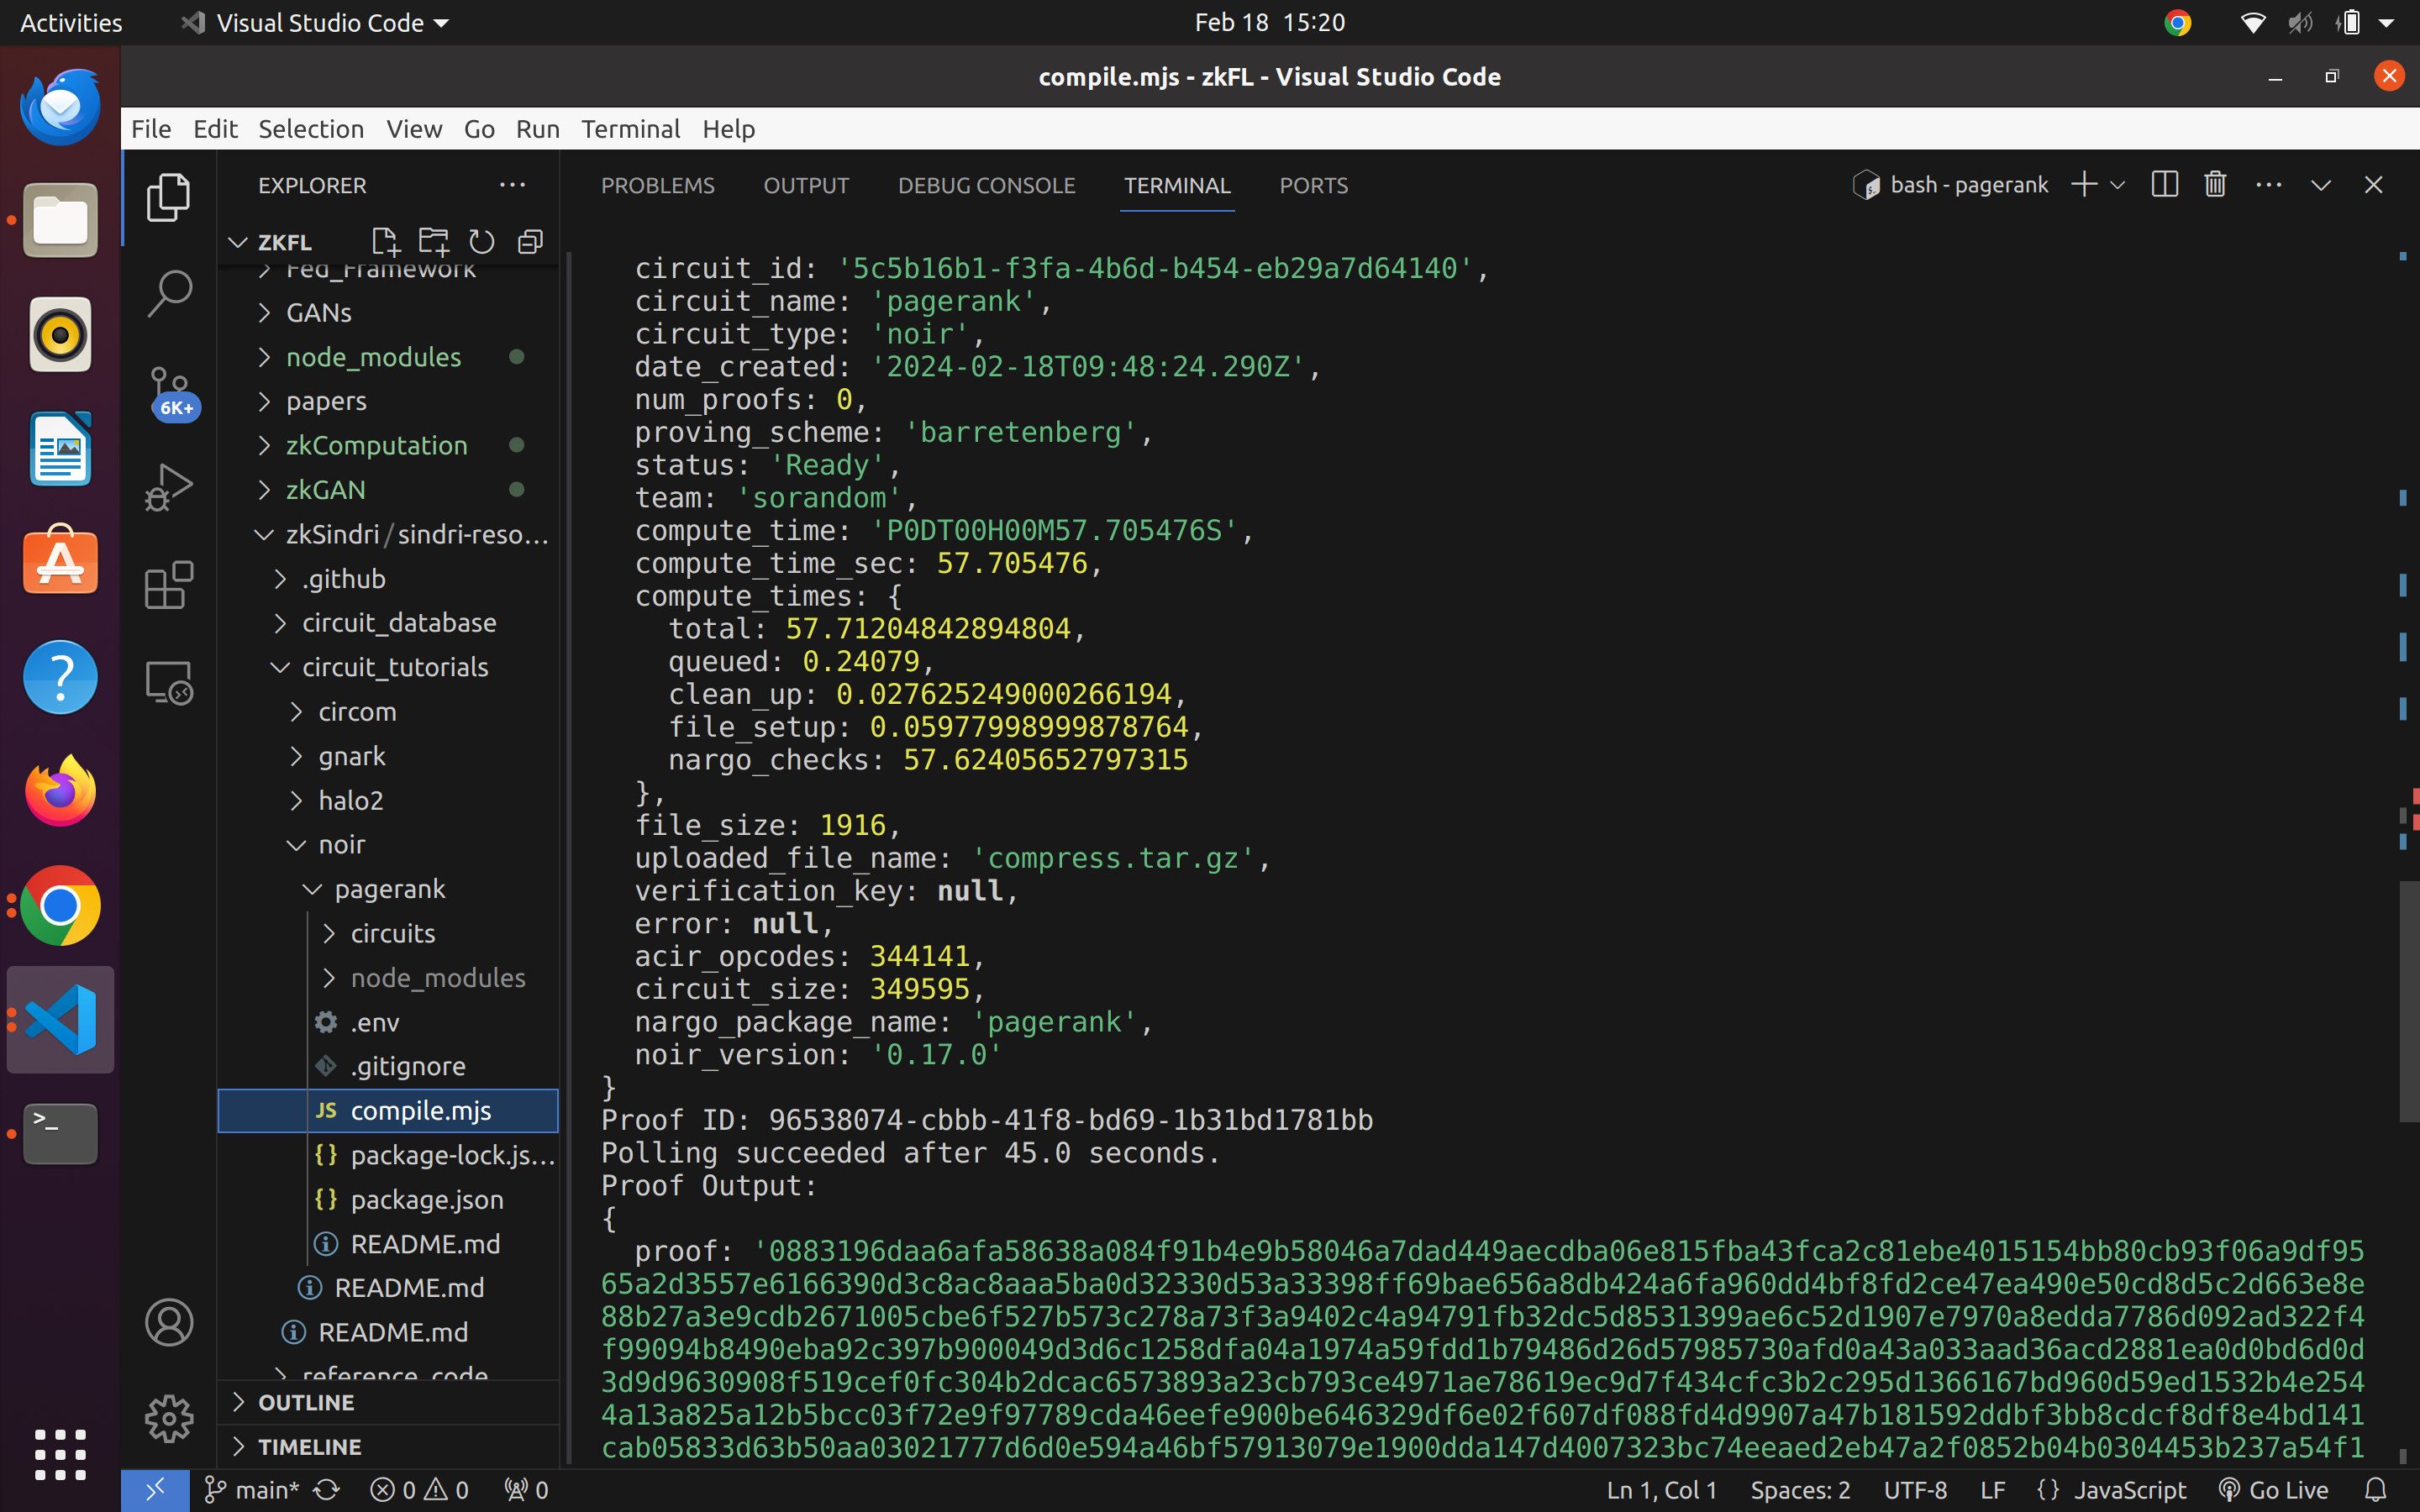 Activities
Visual Studio Code
Feb 18 15:20
compile.mjs - zkFL - Visual Studio Code
File Edit Selection View Go Run Terminal Help
EXPLORER
ZKFL
Fed_Framework
GANs
node_modules
papers
6K+
zkComputation
zkGAN
zkSindri/sindri-reso...
.github
circuit_database
circuit_tutorials
circom
gnark
halo2
noir
pagerank
circuits
node_modules
.env
.gitignore
JS compile.mjs
{} package-lock.js...
{} package.json
README.md
README.md
README.md
reference_code
OUTLINE
TIMELINE
PROBLEMS OUTPUT DEBUG CONSOLE TERMINAL PORTS
bash - pagerank
circuit_id: '5c5b16b1-f3fa-4b6d-b454-eb29a7d64140',
circuit_name: 'pagerank',
circuit_type: 'noir',
date_created: '2024-02-18T09:48:24.290Z',
num_proofs: 0,
proving_scheme: 'barretenberg',
status: 'Ready',
team: 'sorandom',
compute_time: 'P0DT00H00M57.705476S',
compute_time_sec: 57.705476,
compute_times: {
total: 57.71204842894804,
queued: 0.24079,
clean_up: 0.027625249000266194,
file_setup: 0.05977998999878764,
nargo_checks: 57.62405652797315
},
file_size: 1916,
uploaded_file_name: 'compress.tar.gz',
verification_key: null,
error: null,
acir_opcodes: 344141,
circuit_size: 349595,
nargo_package_name: 'pagerank',
noir_version: '0.17.0'
}
Proof ID: 96538074-cbbb-41f8-bd69-1b31bd1781bb
Polling succeeded after 45.0 seconds.
Proof Output:
{
proof: '0883196daa6afa58638a084f91b4e9b58046a7dad449aecdba06e815fba43fca2c81ebe4015154bb80cb93f06a9df95
65a2d3557e6166390d3c8ac8aaa5ba0d32330d53a33398ff69bae656a8db424a6fa960dd4bf8fd2ce47ea490e50cd8d5c2d663e8e
88b27a3e9cdb2671005cbe6f527b573c278a73f3a9402c4a94791fb32dc5d8531399ae6c52d1907e7970a8edda7786d092ad322f4
f99094b8490eba92c397b900049d3d6c1258dfa04a1974a59fdd1b79486d26d57985730afd0a43a033aad36acd2881ea0d0bd6d0d
3d9d9630908f519cef0fc304b2dcac6573893a23cb793ce4971ae78619ec9d7f434cfc3b2c295d1366167bd960d59ed1532b4e254
4a13a825a12b5bcc03f72e9f97789cda46eefe900be646329df6e02f607df088fd4d9907a47b181592ddbf3bb8cdcf8df8e4bd141
cab05833d63b50aa03021777d6d0e594a46bf57913079e1900dda147d4007323bc74eeaed2eb47a2f0852b04b0304453b237a54f1
main* 0 0 0
Ln 1, Col 1 Spaces: 2 UTF-8 LF {} JavaScript Go Live